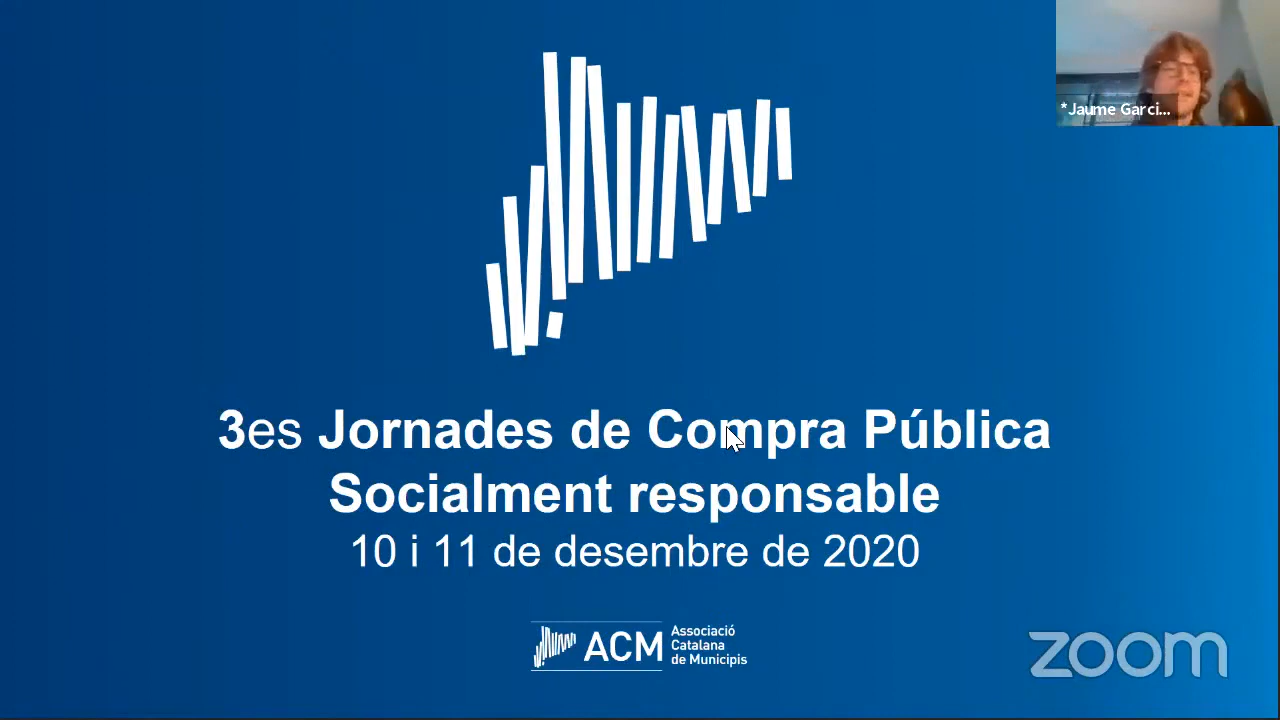 *Jaume Garci...
3es Jornades de Compra Pública
Socialment responsable
10 i 11 de desembre de 2020
ACM
Associació
Catalana
de Municipis
zoom